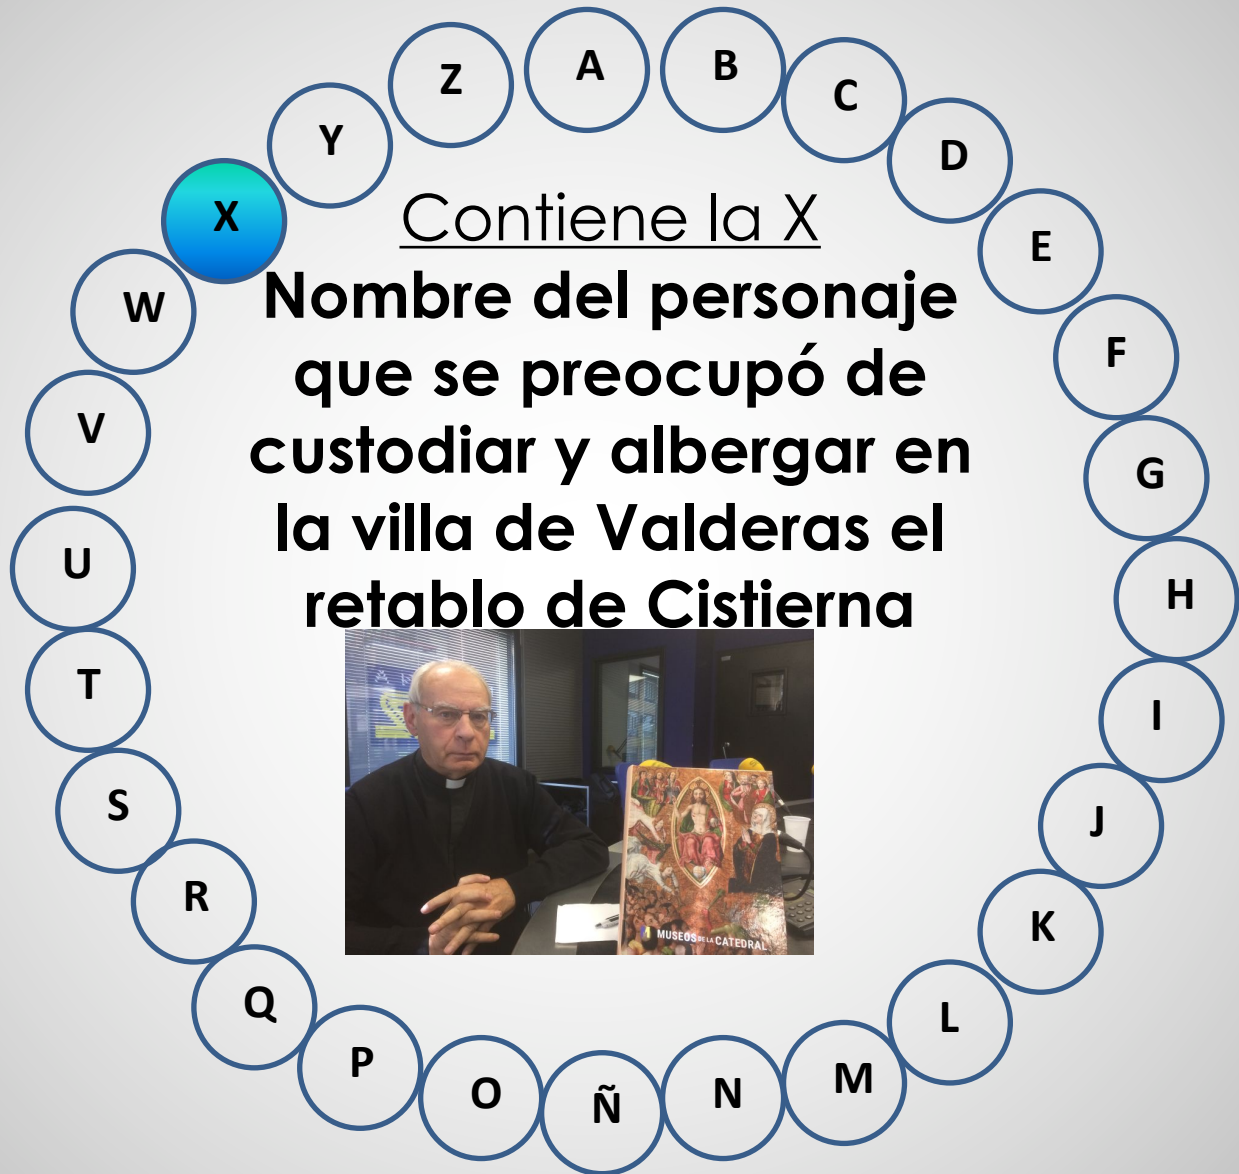 Contiene la X
Nombre del personaje
que se preocupó de
custodiar y albergar en
la villa de Valderas el
retablo de Cistierna
MUSEOS DE LA CATEDRAL
A
B
C
D
E
F
G
H
I
J
K
L
M
N
Ñ
O
P
Q
R
S
T
U
V
W
X
Y
Z